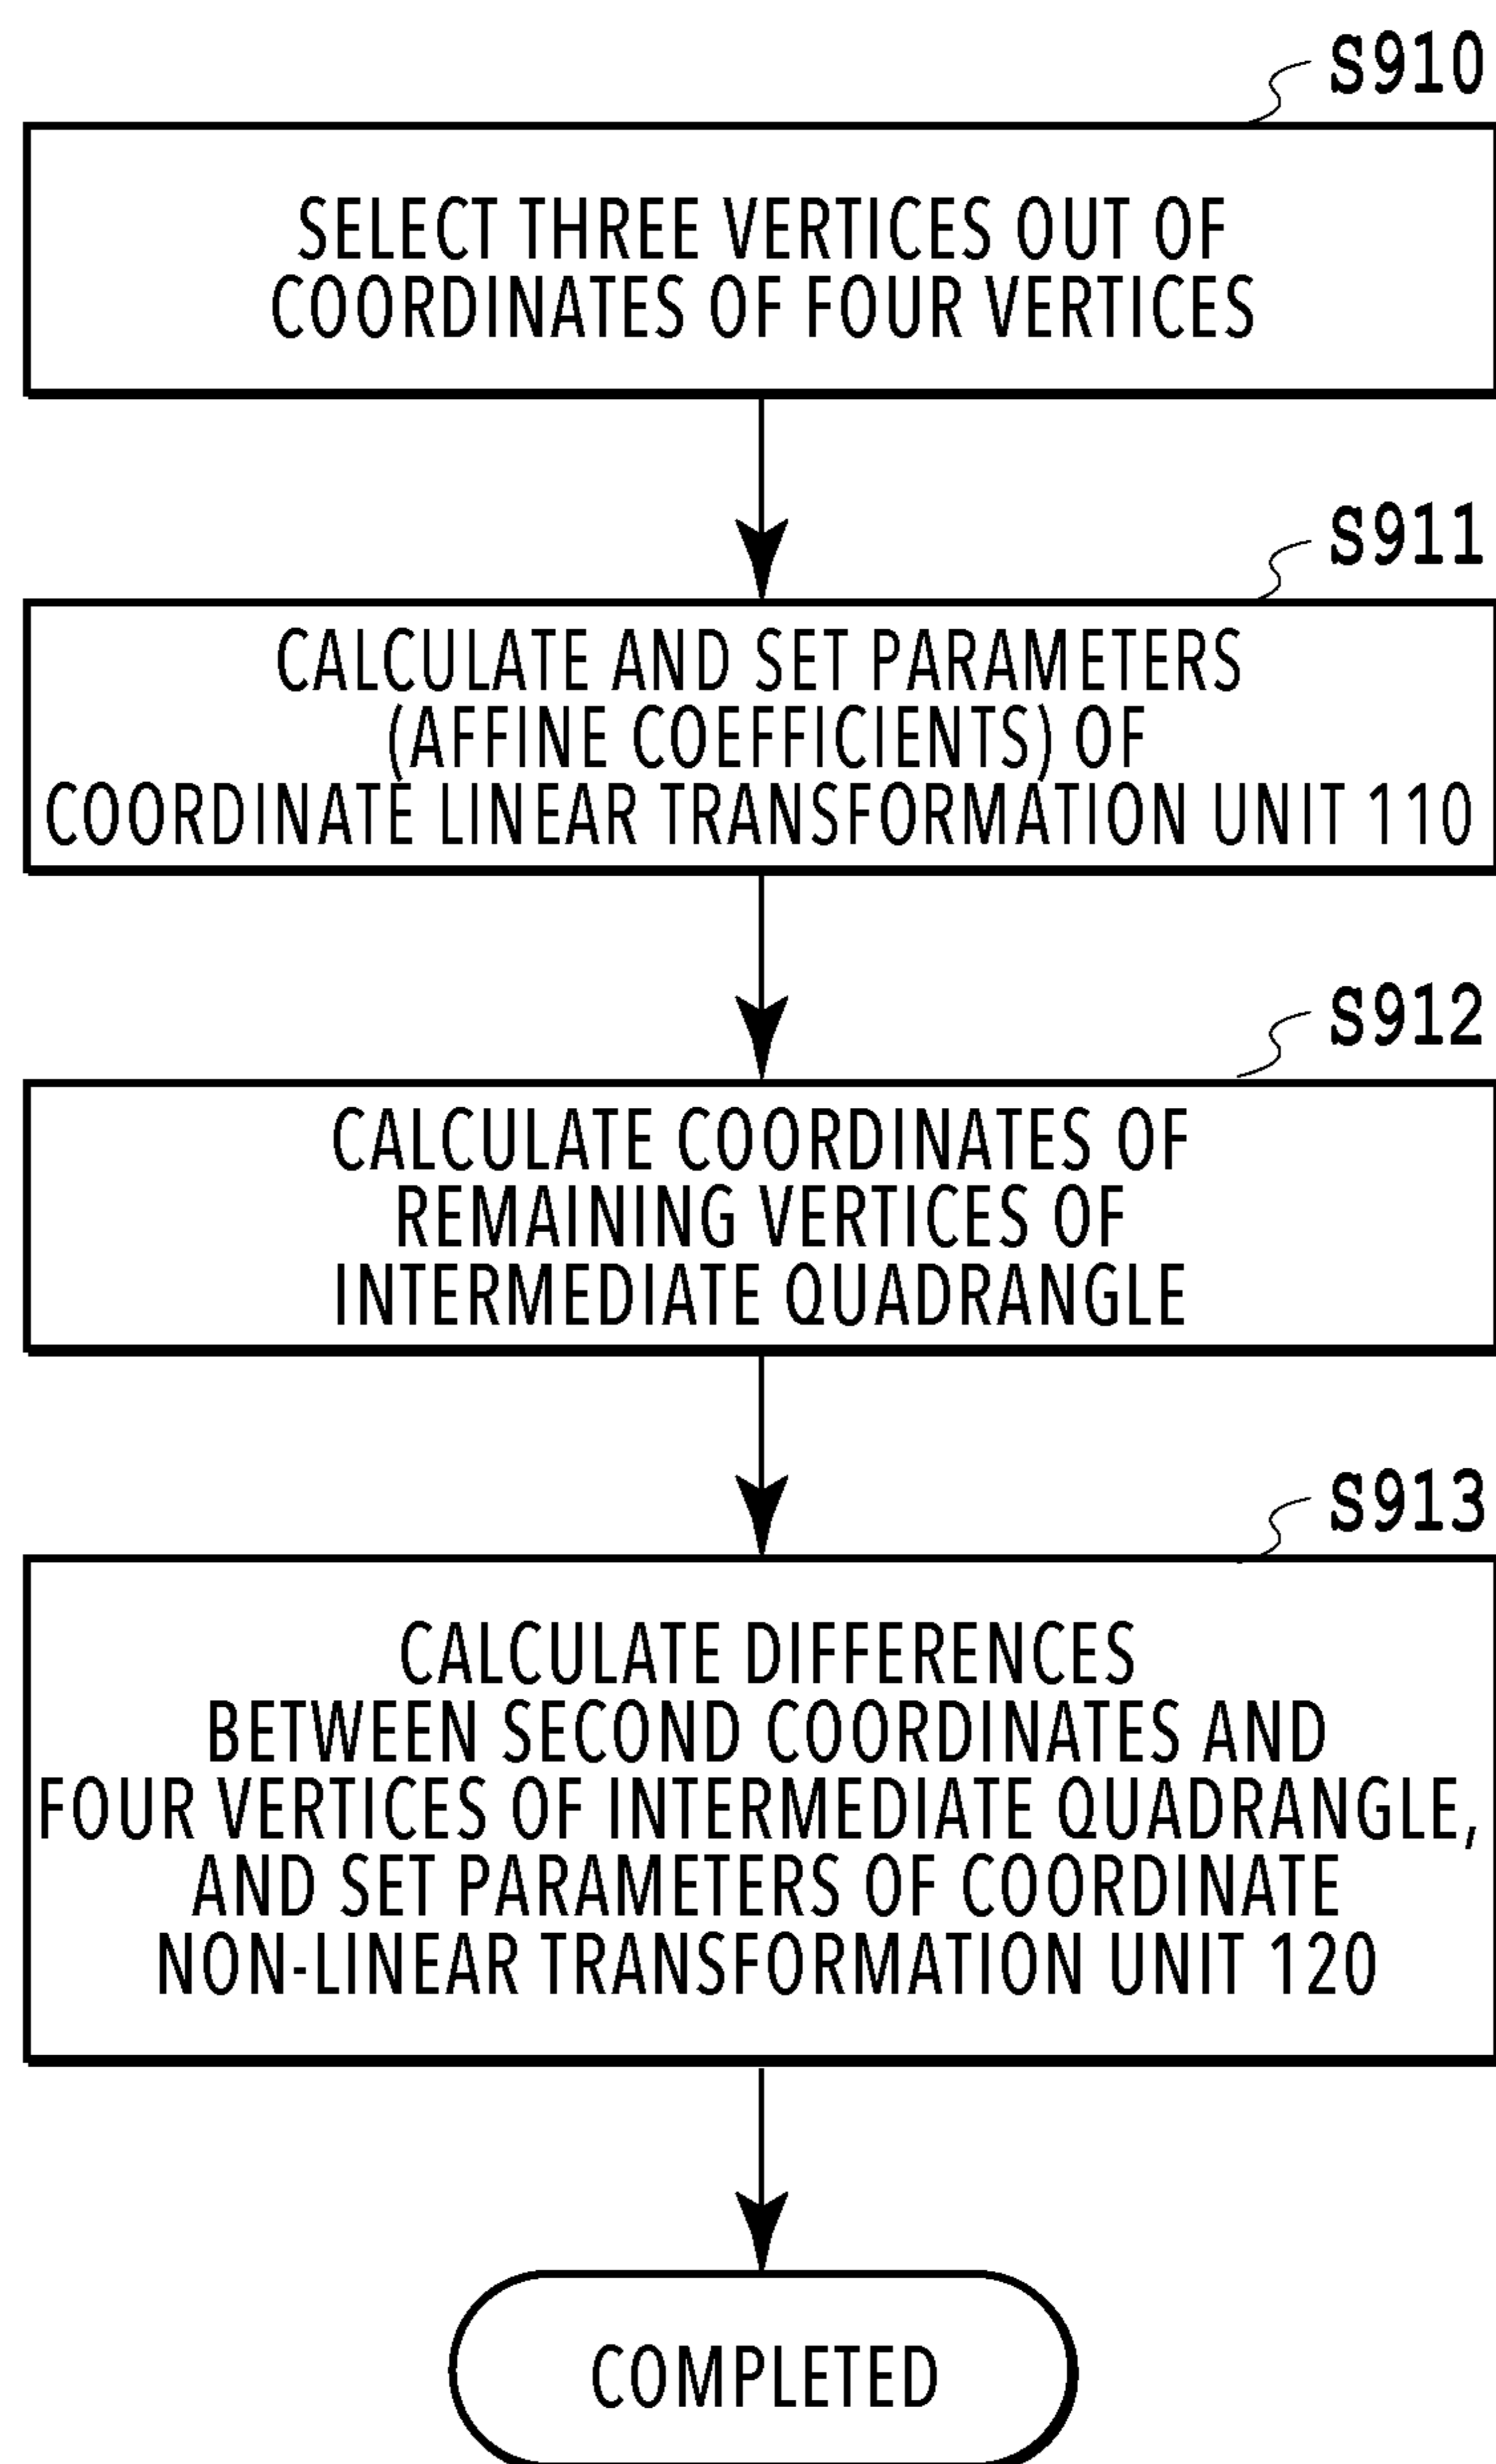 S910
SELECT THREE VERTICES OUT OF
COORDINATES OF FOUR VERTICES
S911
CALCULATE AND SET PARAMETERS
(AFFINE COEFFICIENTS) OF
COORDINATE LINEAR TRANSFORMATION UNIT 110
S912
CALCULATE COORDINATES OF
REMAINING VERTICES OF
INTERMEDIATE QUADRANGLE
S913
CALCULATE DIFFERENCES
BETWEEN SECOND COORDINATES AND
FOUR VERTICES OF INTERMEDIATE QUADRANGLE,
AND SET PARAMETERS OF COORDINATE
NON-LINEAR TRANSFORMATION UNIT 120
COMPLETED